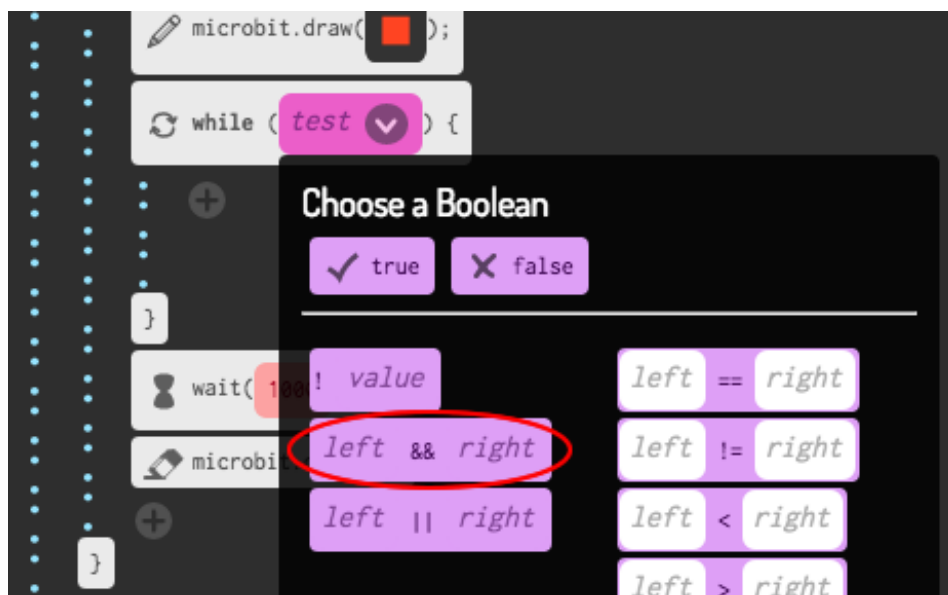 microbit.draw( );
while ( test ) {
Choose a Boolean
true false
}
! value
left == right
wait( 100
left && right
left != right
microbit.
left || right
left < right
}
left > right